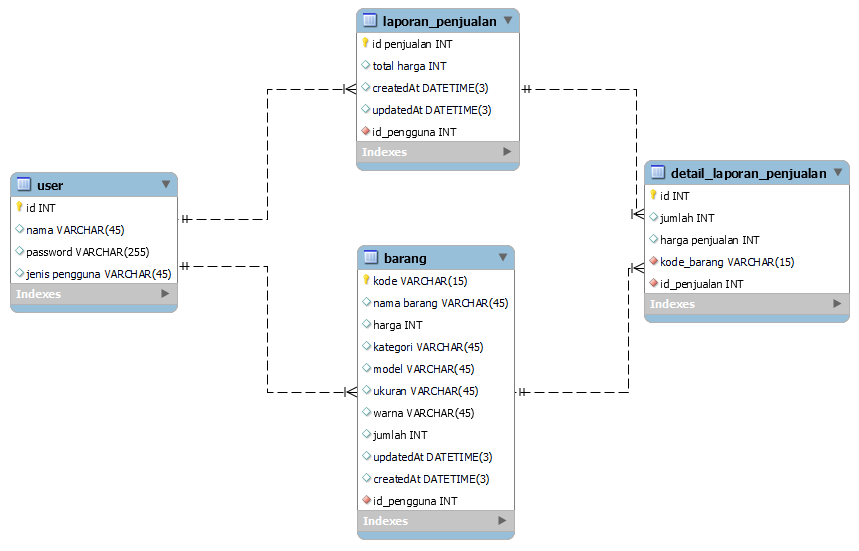 laporan_penjualan
id penjualan INT
total harga INT
createdAt DATETIME(3)
updatedAt DATETIME(3)
id_pengguna INT
Indexes
user
id INT
nama VARCHAR(45)
password VARCHAR(255)
jenis pengguna VARCHAR(45)
Indexes
barang
kode VARCHAR(15)
nama barang VARCHAR(45)
harga INT
kategori VARCHAR(45)
model VARCHAR(45)
ukuran VARCHAR(45)
warna VARCHAR(45)
jumlah INT
updatedAt DATETIME(3)
createdAt DATETIME(3)
id_pengguna INT
Indexes
detail_laporan_penjualan
id INT
jumlah INT
harga penjualan INT
kode_barang VARCHAR(15)
id_penjualan INT
Indexes